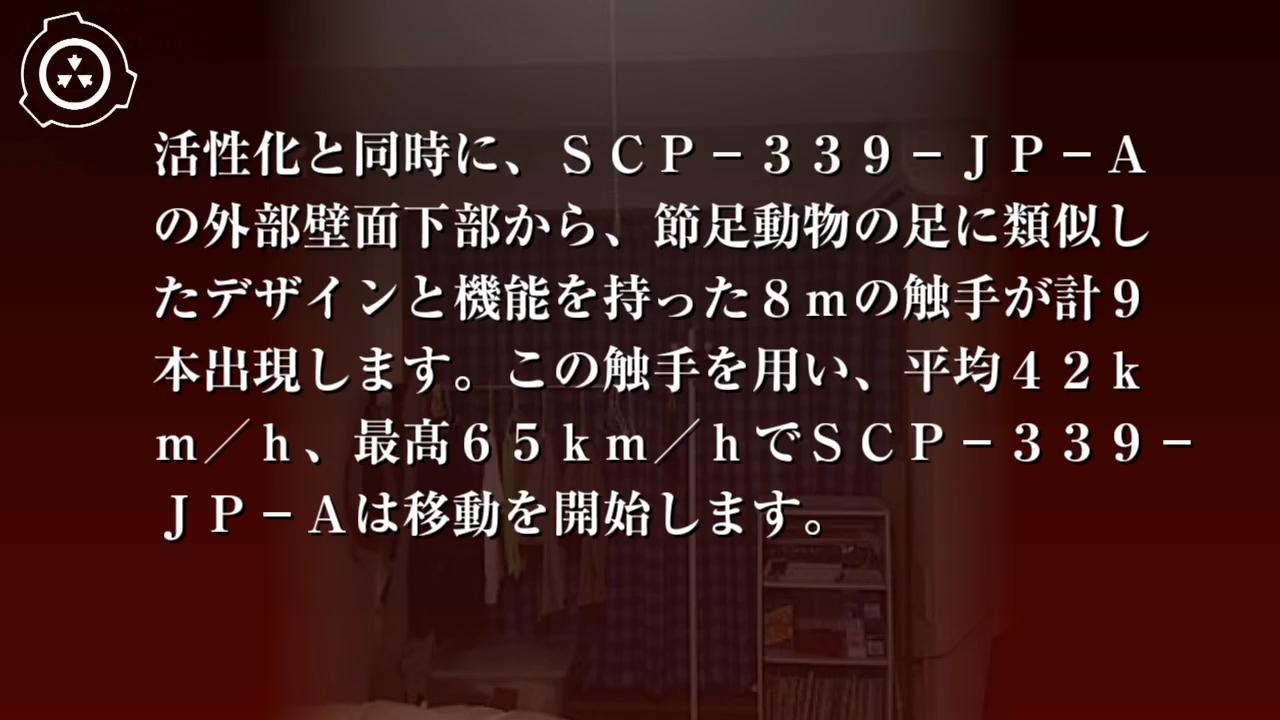 活性化と同時に、ＳＣＰ－３３９－ＪＰ－Ａ
の外部壁面下部から、節足動物の足に類似し
たデザインと機能を持った８ｍの触手が計９
本出現します。この触手を用い、平均４２ｋ
ｍ／ｈ、最髙６５ｋｍ／ｈでＳＣＰ－３３９－
ＪＰ－Ａは移動を開始します。